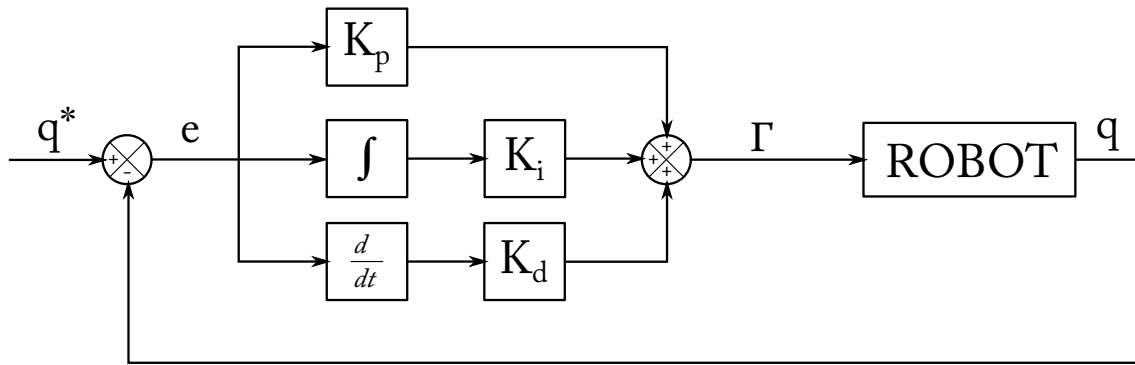 K_p
q*
e
∫
K_i
Γ
ROBOT
q
+
-
+
+
+
d
dt
K_d